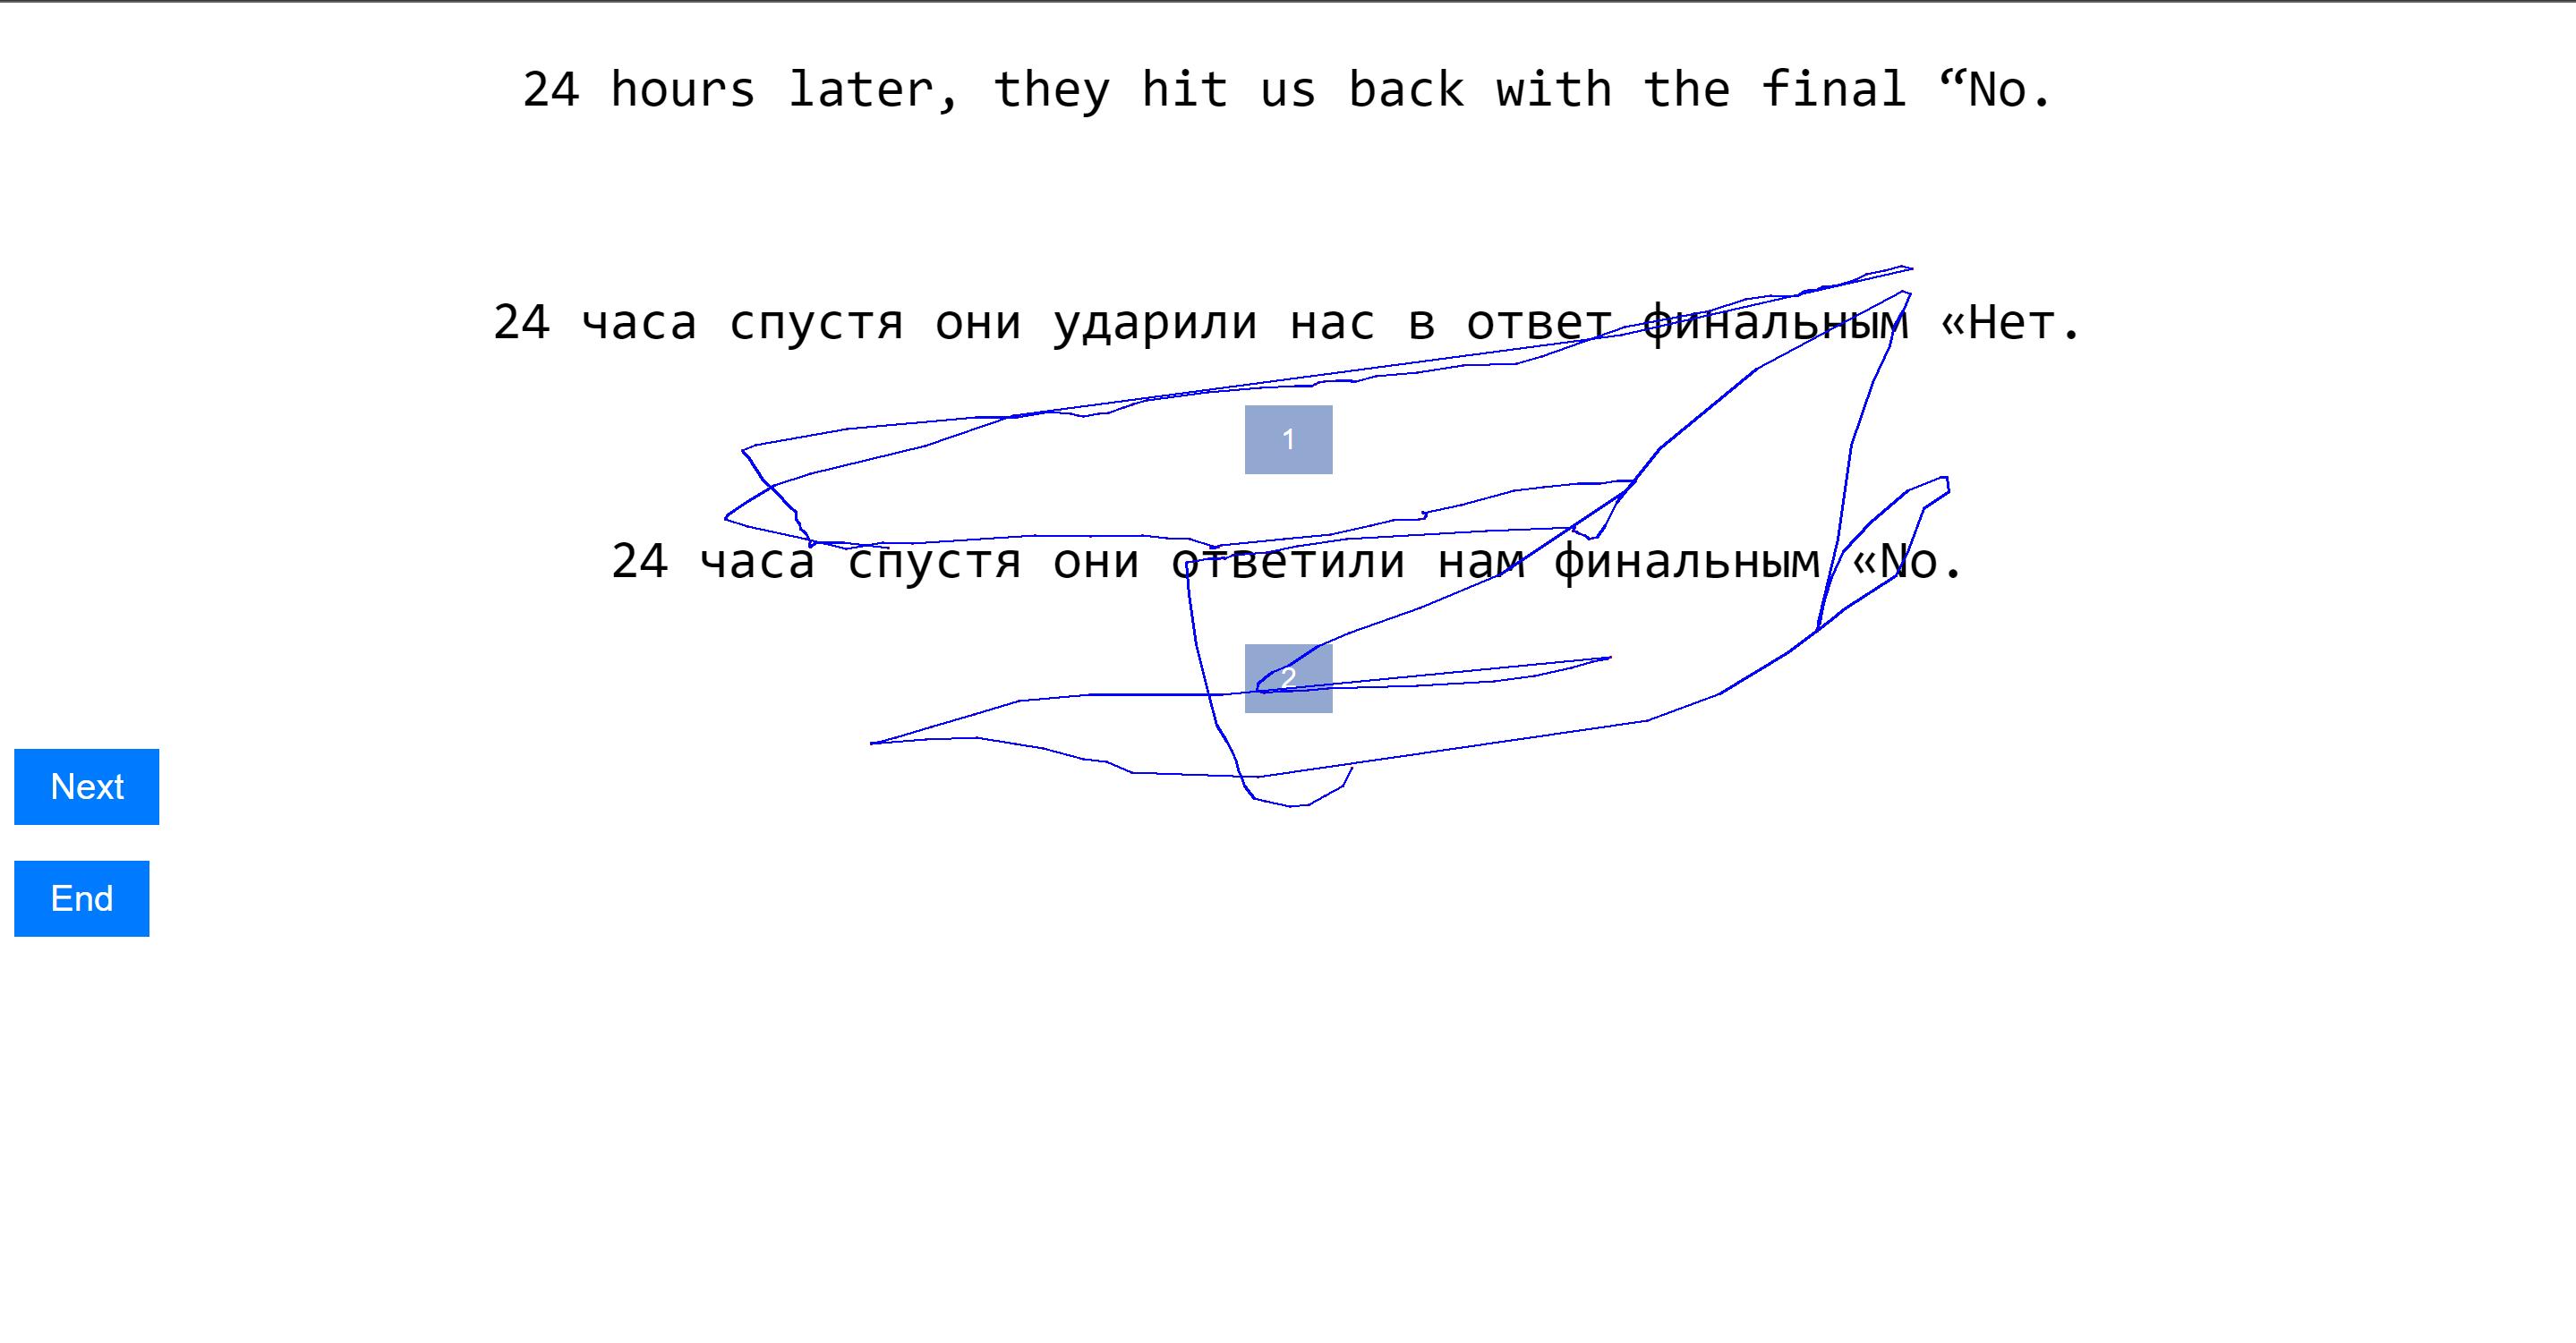 24 hours later, they hit us back with the final “No.
24 часа спустя они ударили нас в ответ финальным «Нет.
1
24 часа спустя они ответили нам финальным «No.
2
Next
End